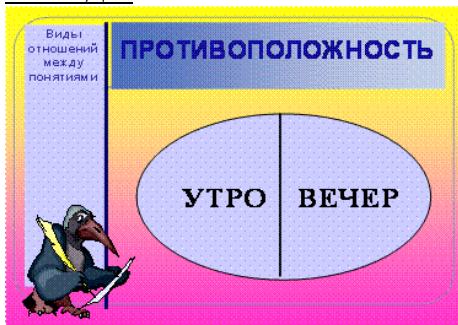 Виды
отношений
между
понятиями
ПРОТИВОПОЛОЖНОСТЬ
УТРО ВЕЧЕР